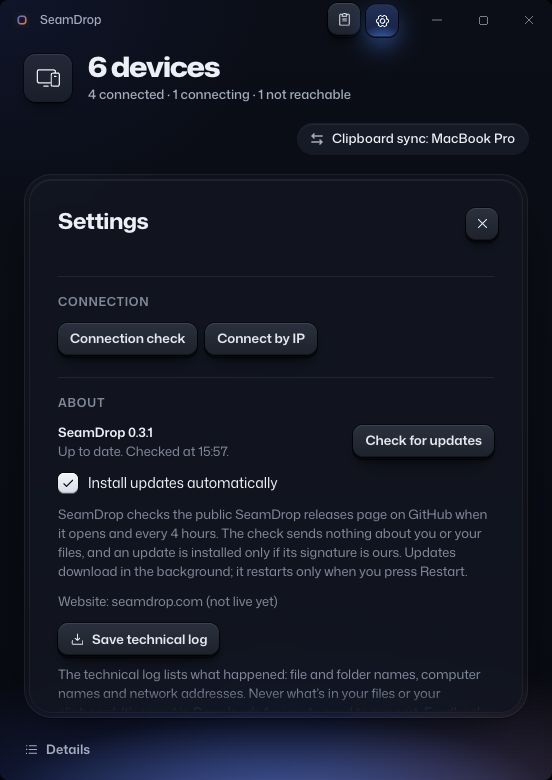 SeamDrop
6 devices
4 connected · 1 connecting · 1 not reachable
Clipboard sync: MacBook Pro
Settings
CONNECTION
Connection check
Connect by IP
ABOUT
SeamDrop 0.3.1
Up to date. Checked at 15:57.
Check for updates
Install updates automatically
SeamDrop checks the public SeamDrop releases page on GitHub when
it opens and every 4 hours. The check sends nothing about you or your
files, and an update is installed only if its signature is ours. Updates
download in the background; it restarts only when you press Restart.
Website: seamdrop.com (not live yet)
Save technical log
The technical log lists what happened: file and folder names, computer
names and network addresses. Never what's in your files or your
Details